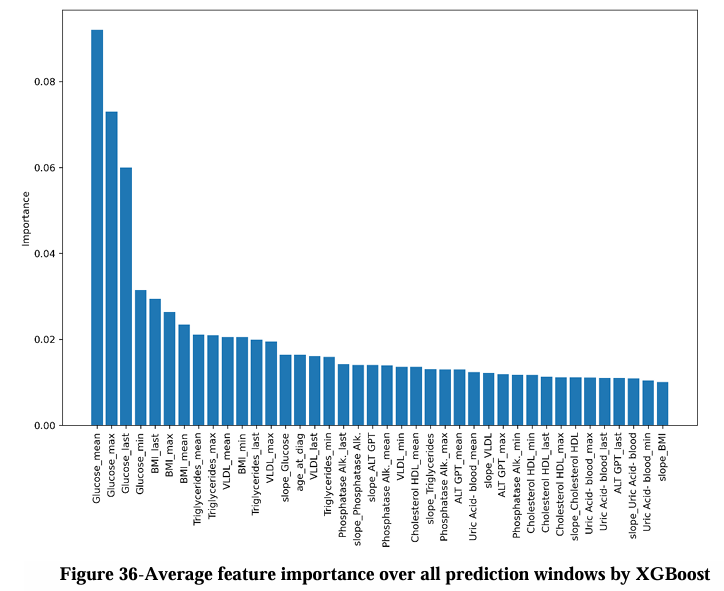 0.08
0.06
0.04
0.02
0.00
Importance
Glucose_mean
Glucose_max
Glucose_last
Glucose_min
BMI_last
BMI_max
BMI_mean
Triglycerides_mean
Triglycerides_max
VLDL_mean
BMI_min
Triglycerides_last
VLDL_max
slope_Glucose
age_at_diag
VLDL_last
Triglycerides_min
Phosphatase Alk._last
slope_Phosphatase Alk.
slope_ALT GPT
Phosphatase Alk._mean
VLDL_min
Cholesterol HDL_mean
slope_Triglycerides
Phosphatase Alk._max
ALT GPT_mean
Uric Acid- blood_mean
slope_VLDL
ALT GPT_max
Phosphatase Alk._min
Cholesterol HDL_min
Cholesterol HDL_last
Cholesterol HDL_max
slope_Cholesterol HDL
Uric Acid- blood_max
Uric Acid- blood_last
ALT GPT_last
slope_Uric Acid- blood
Uric Acid- blood_min
slope_BMI
Figure 36-Average feature importance over all prediction windows by XGBoost